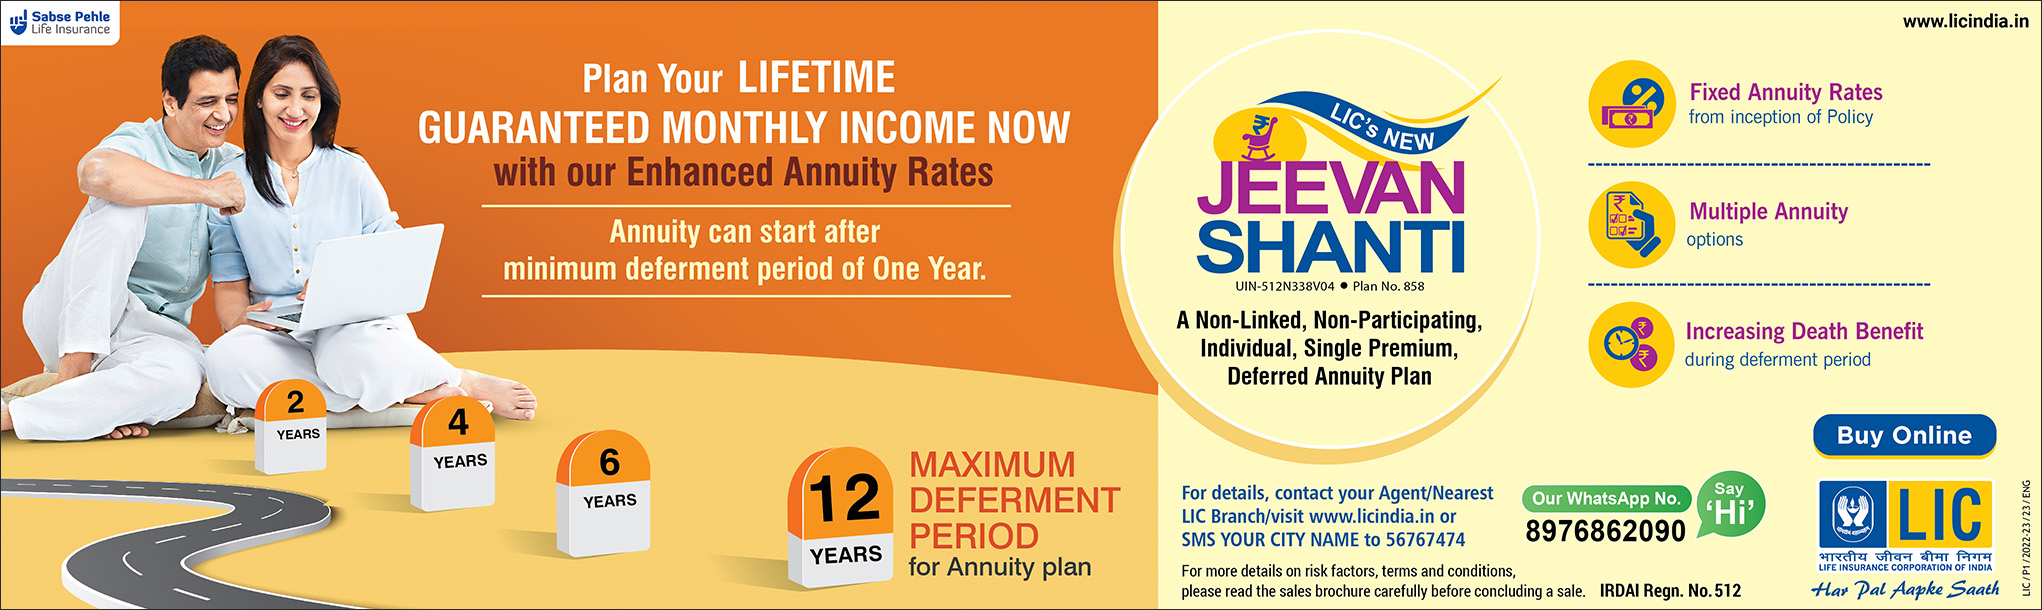 Sabse Pehle
Life Insurance
Plan Your LIFETIME
GUARANTEED MONTHLY INCOME NOW
with our Enhanced Annuity Rates
Annuity can start after
minimum deferment period of One Year.
2
YEARS
4
YEARS
6
YEARS
12
YEARS
MAXIMUM
DEFERMENT
PERIOD
for Annuity plan
www.licindia.in
LIC's NEW
JEEVAN
SHANTI
UIN-512N338V04 • Plan No. 858
A Non-Linked, Non-Participating,
Individual, Single Premium,
Deferred Annuity Plan
Fixed Annuity Rates
from inception of Policy
Multiple Annuity
options
Increasing Death Benefit
during deferment period
For details, contact your Agent/Nearest
LIC Branch/visit www.licindia.in or
SMS YOUR CITY NAME to 56767474
Our WhatsApp No.
8976862090
Say
'Hi'
For more details on risk factors, terms and conditions,
please read the sales brochure carefully before concluding a sale. IRDAI Regn. No. 512
Buy Online
LIC
भारतीय जीवन बीमा निगम
LIFE INSURANCE CORPORATION OF INDIA
Har Pal Aapke Saath
LIC / P1 / 2022-23 / 23 / ENG